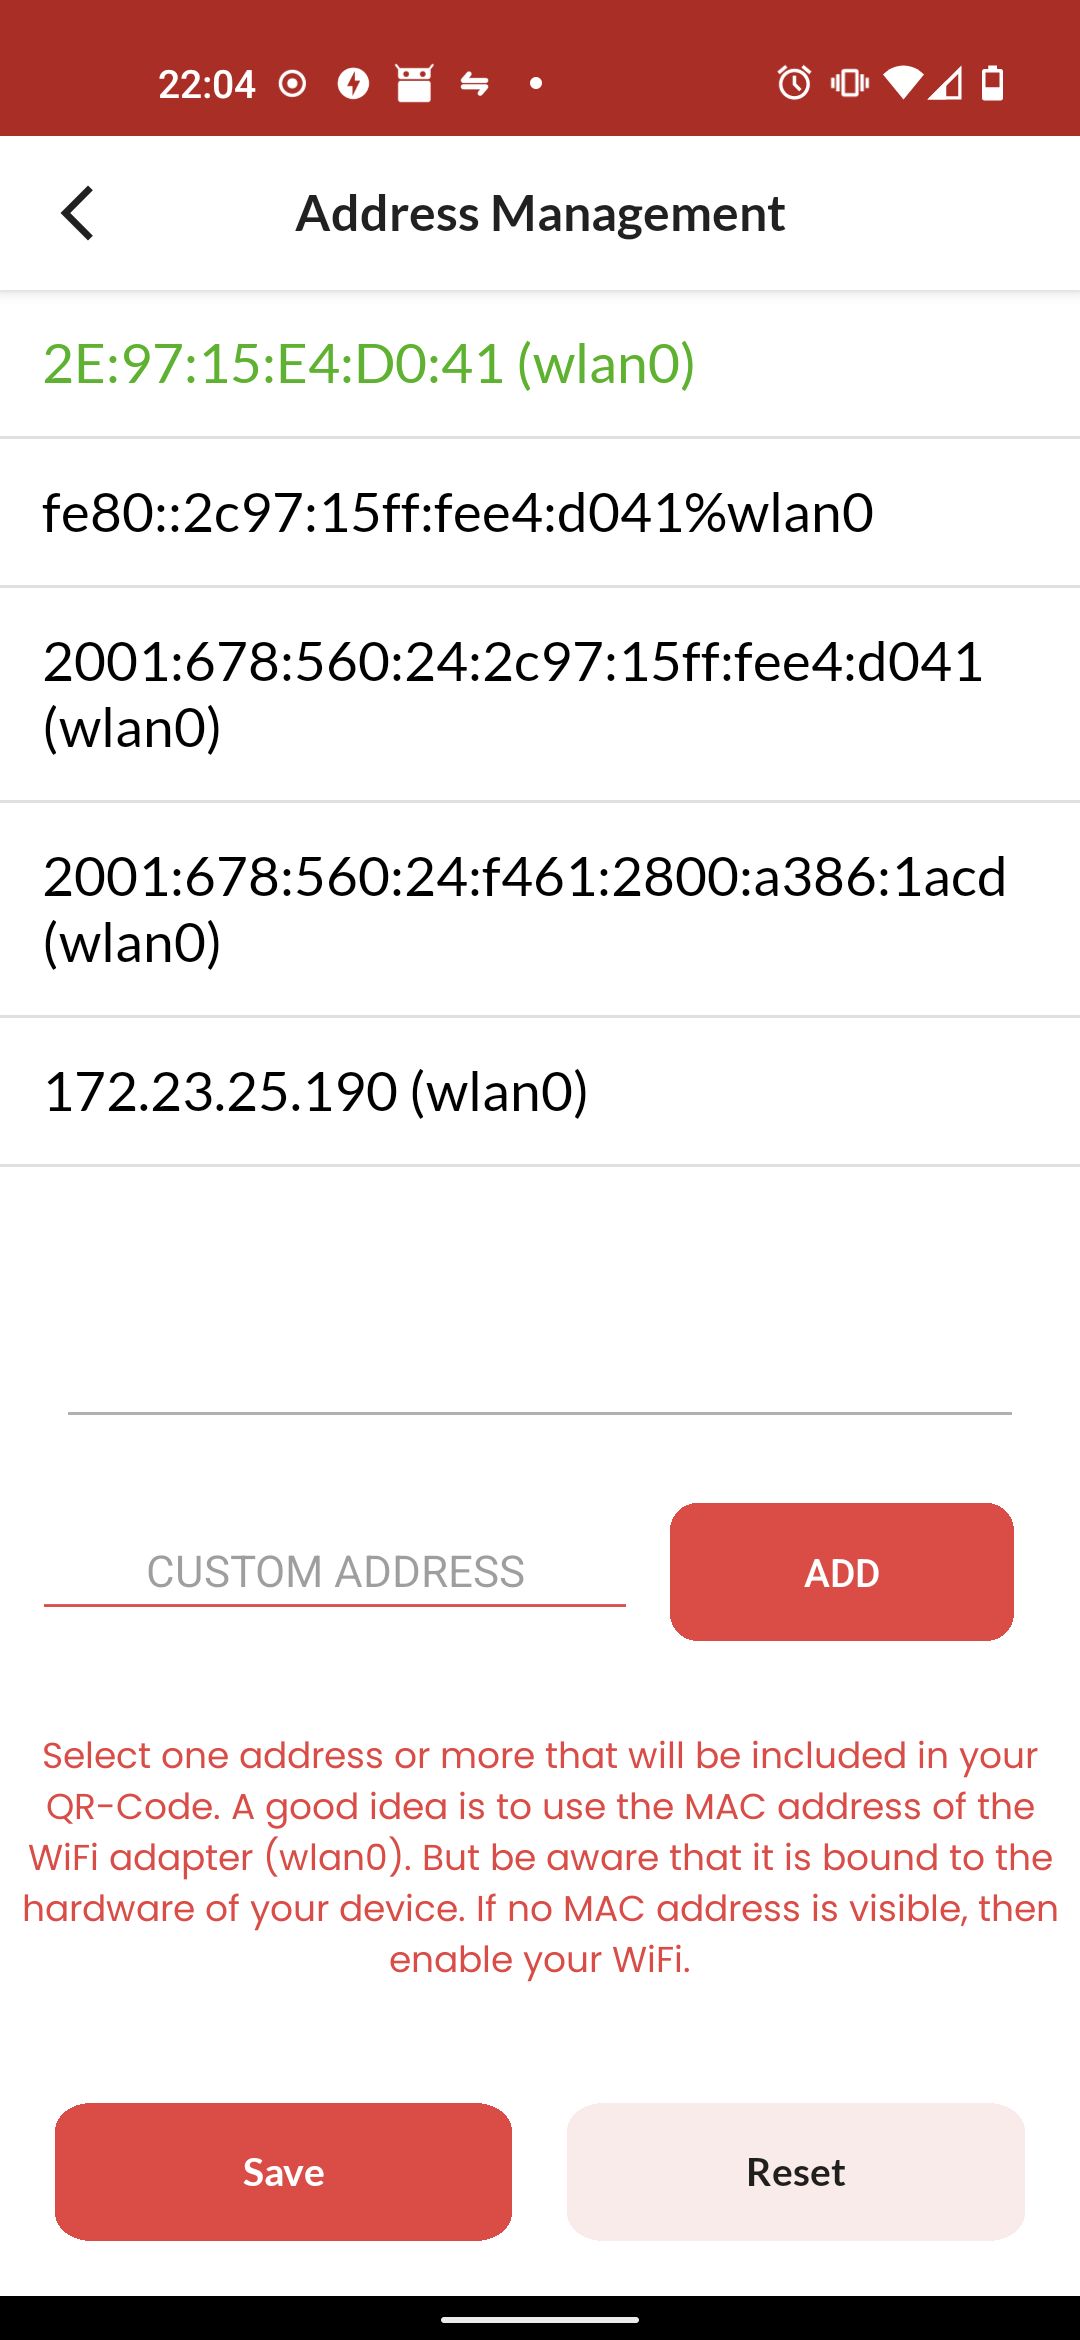 22:04
Address Management
2E:97:15:E4:D0:41 (wlan0)
fe80::2c97:15ff:fee4:d041%wlan0
2001:678:560:24:2c97:15ff:fee4:d041
(wlan0)
2001:678:560:24:f461:2800:a386:1acd
(wlan0)
172.23.25.190 (wlan0)
CUSTOM ADDRESS
ADD
Select one address or more that will be included in your
QR-Code. A good idea is to use the MAC address of the
WiFi adapter (wlan0). But be aware that it is bound to the
hardware of your device. If no MAC address is visible, then
enable your WiFi.
Save
Reset